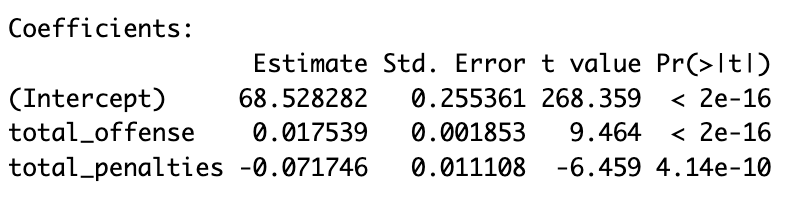 Coefficients:
Estimate Std. Error t value Pr(>|t|)
(Intercept) 68.528282 0.255361 268.359 < 2e-16
total_offense 0.017539 0.001853 9.464 < 2e-16
total_penalties -0.071746 0.011108 -6.459 4.14e-10